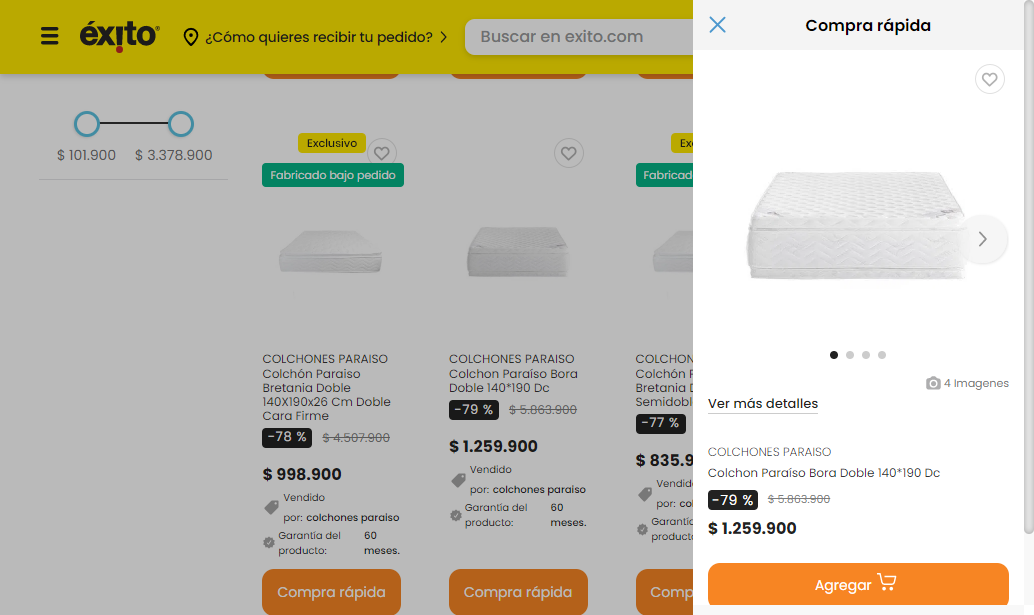 éxito
¿Cómo quieres recibir tu pedido?
Buscar en exito.com
$ 101.900 $ 3.378.900
Exclusivo
Fabricado bajo pedido
COLCHONES PARAISO
Colchón Paraiso
Bretania Doble
140X190x26 Cm Doble
Cara Firme
-78 % $ 4.507.900
$ 998.900
Vendido
por: colchones paraiso
Garantía del 60
producto: meses.
Compra rápida
COLCHONES PARAISO
Colchon Paraíso Bora
Doble 140*190 Dc
-79 % $ 5.863.900
$ 1.259.900
Vendido
por: colchones paraiso
Garantía del 60
producto: meses.
Compra rápida
Ex
Fabricad
COLCHON
Colchón P
Bretania D
Semidobl
-77 %
$ 835.9
Vendid
por: co
Garantí
product
Comp
Compra rápida
4 Imagenes
Ver más detalles
COLCHONES PARAISO
Colchon Paraíso Bora Doble 140*190 Dc
-79 % $ 5.863.900
$ 1.259.900
Agregar